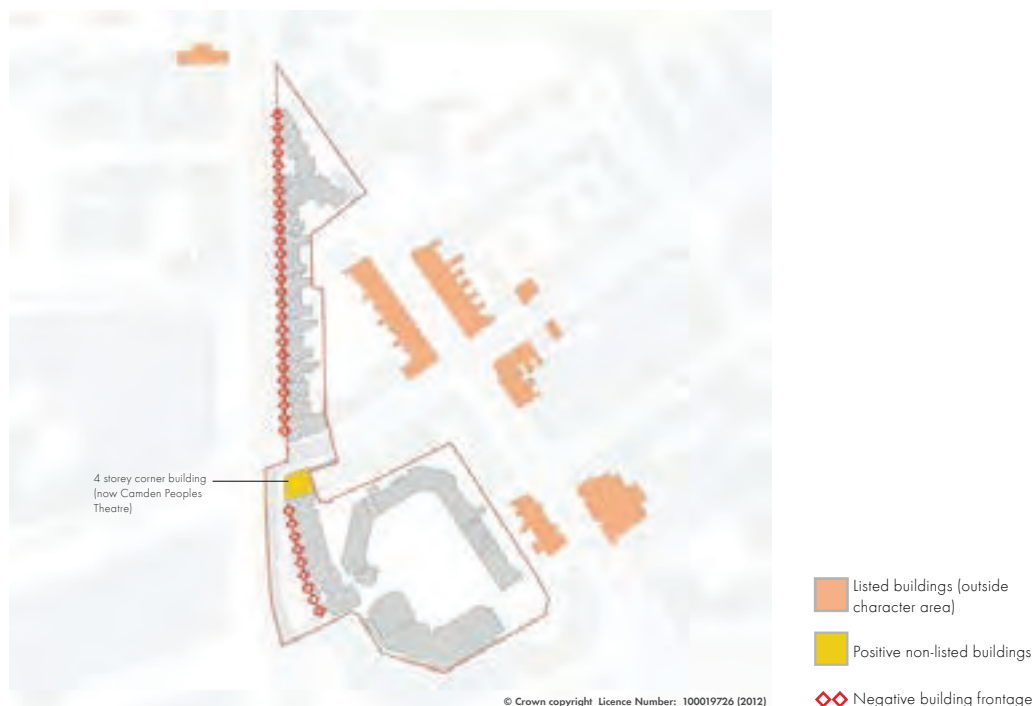 4 storey corner building
(now Camden Peoples
Theatre)
Listed buildings (outside
character area)
Positive non-listed buildings
Negative building frontage
© Crown copyright Licence Number: 100019726 (2012)